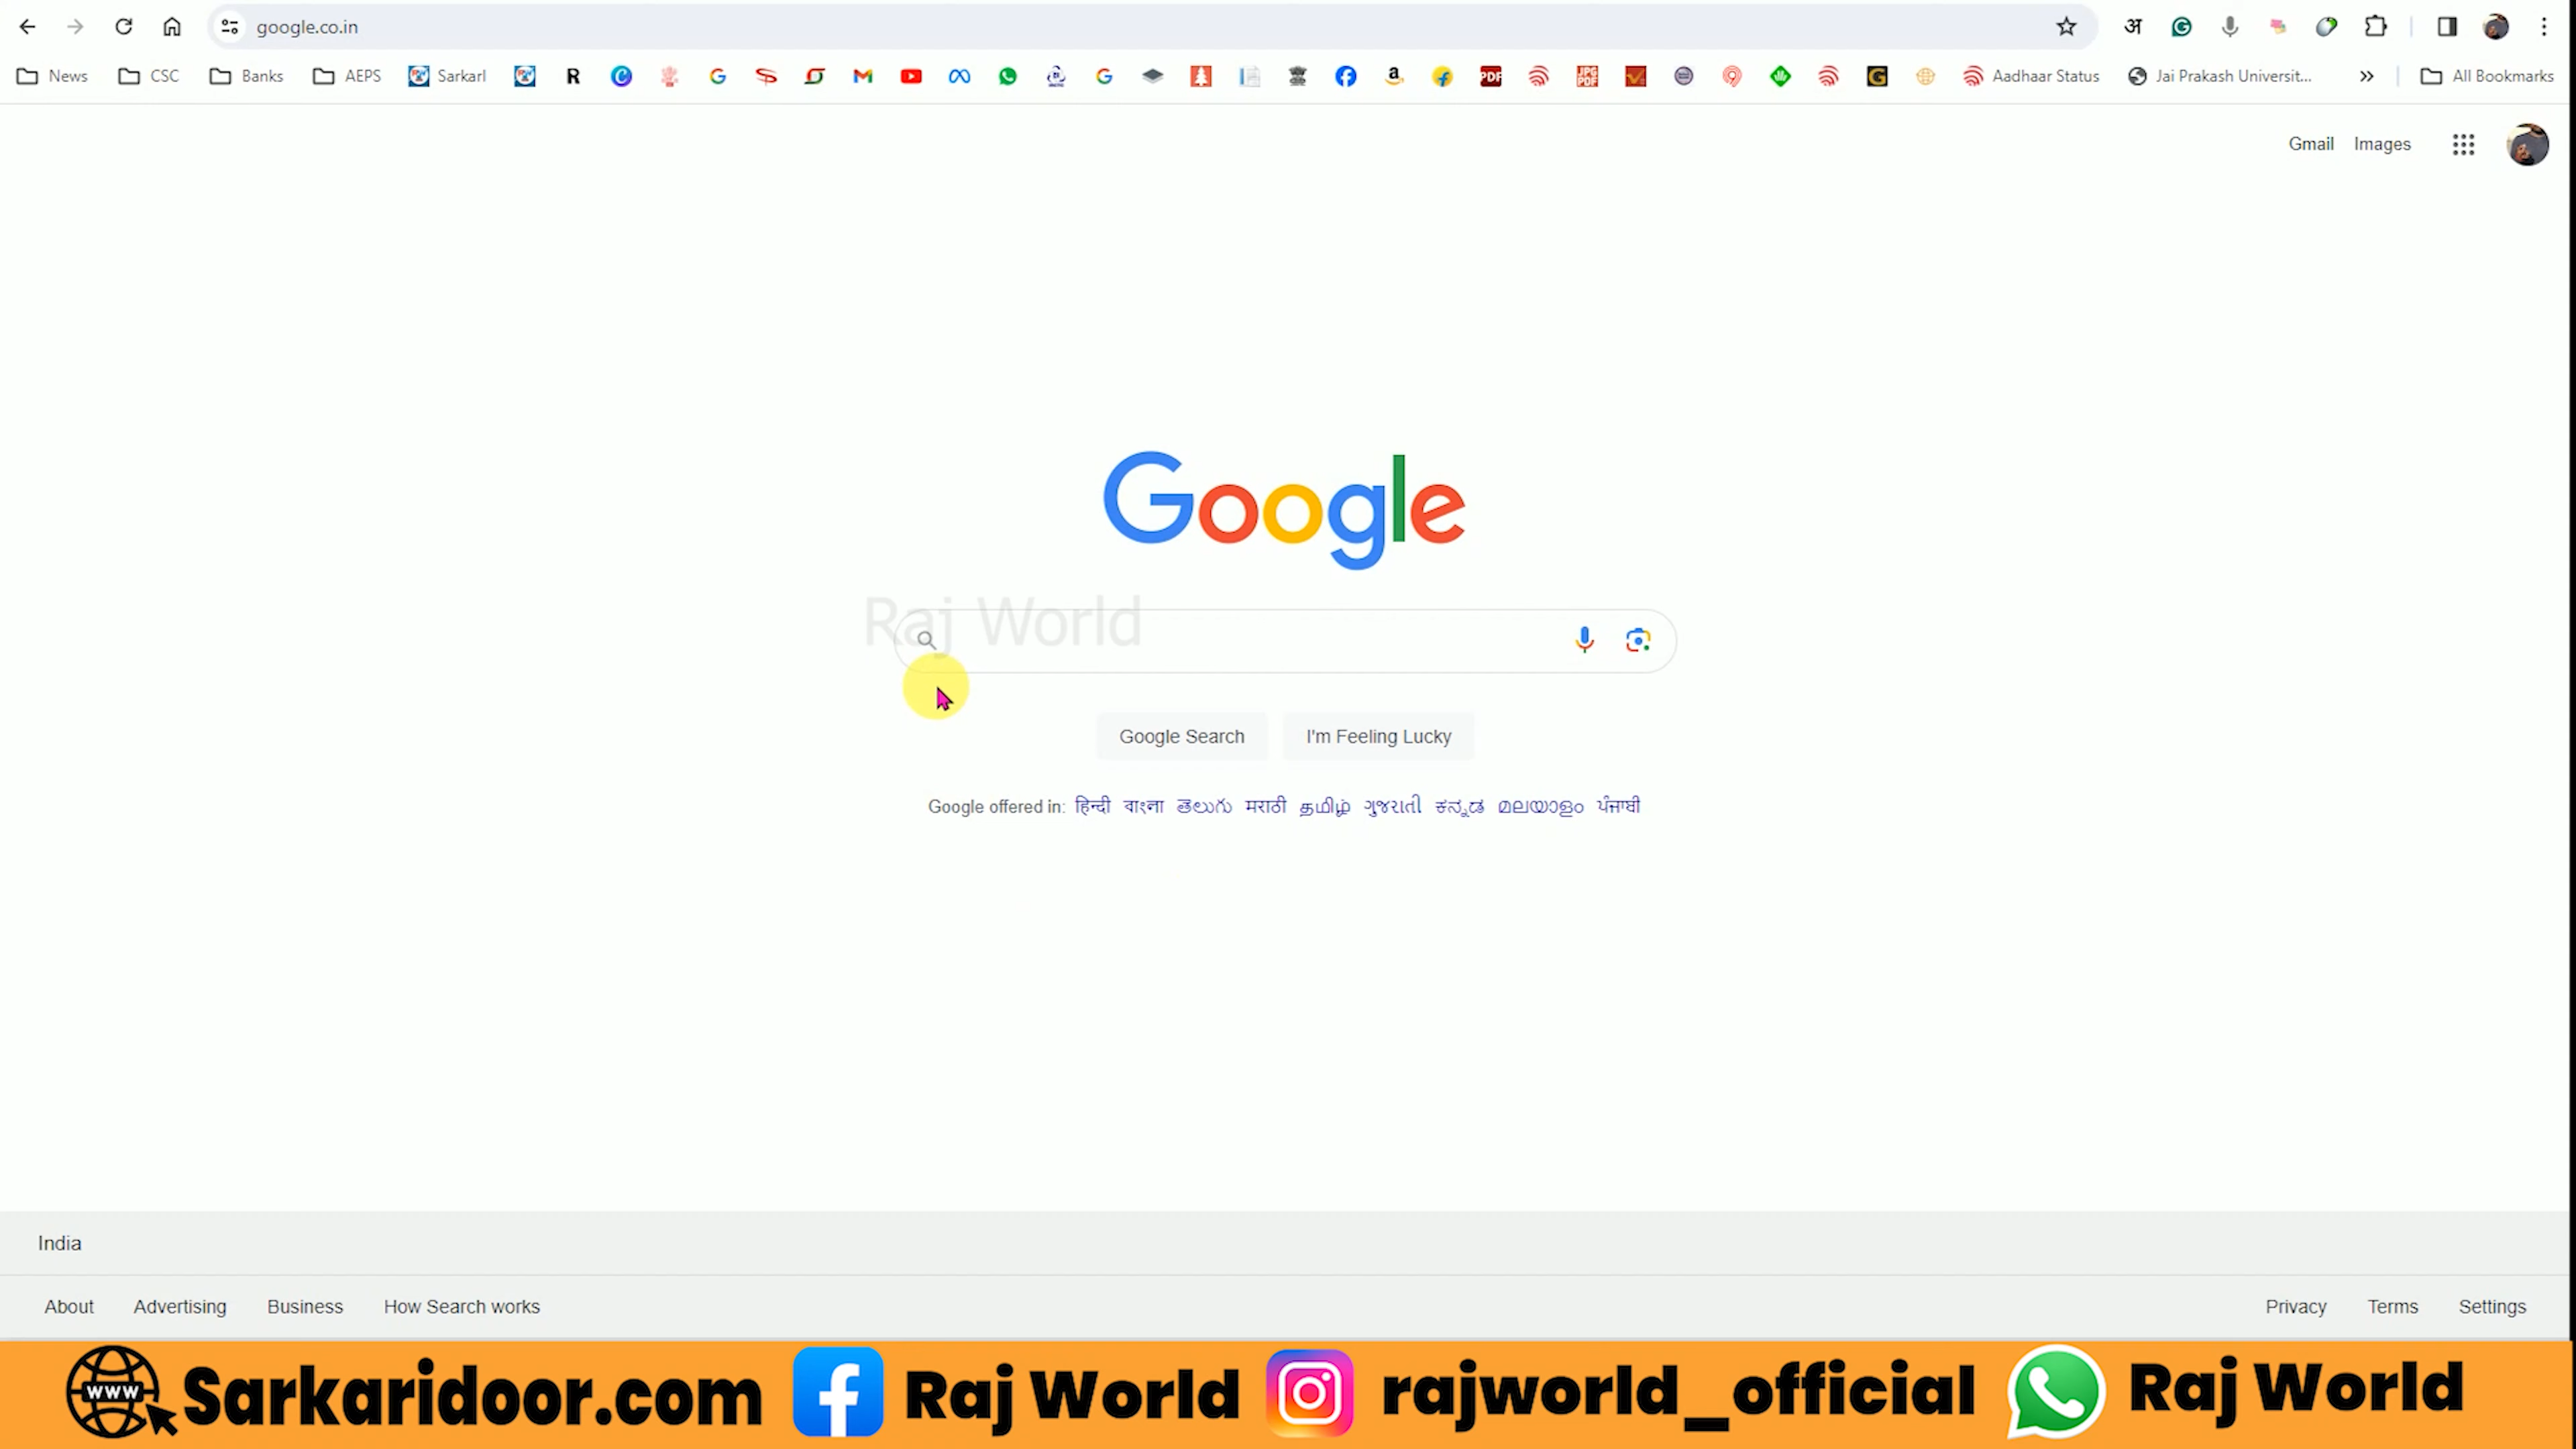 google.co.in
News CSC Banks AEPS Sarkarl Aadhaar Status Jai Prakash Universit... All Bookmarks
Gmail Images
Google
Raj World
Google Search I'm Feeling Lucky
Google offered in: हिन्दी বাংলা తెలుగు मराठी தமிழ் ગુજરાતી ಕನ್ನಡ മലയാളം ਪੰਜਾਬੀ
India
About Advertising Business How Search works Privacy Terms Settings
www Sarkaridoor.com Raj World rajworld_official Raj World